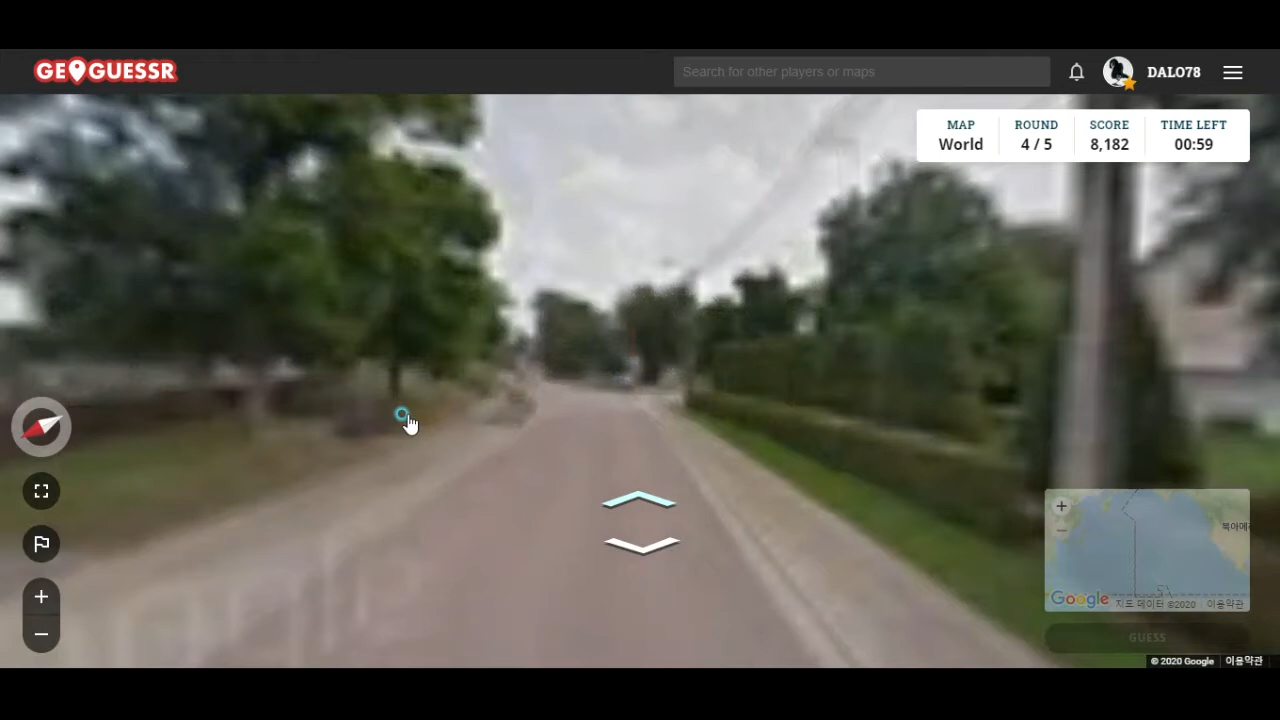 GEOGUESSR
Search for other players or maps
DALO78
MAP ROUND SCORE TIME LEFT
World 4 / 5 8,182 00:59
+
−
+
−
Google 지도 데이터 ©2020 이용약관
GUESS
© 2020 Google 이용약관